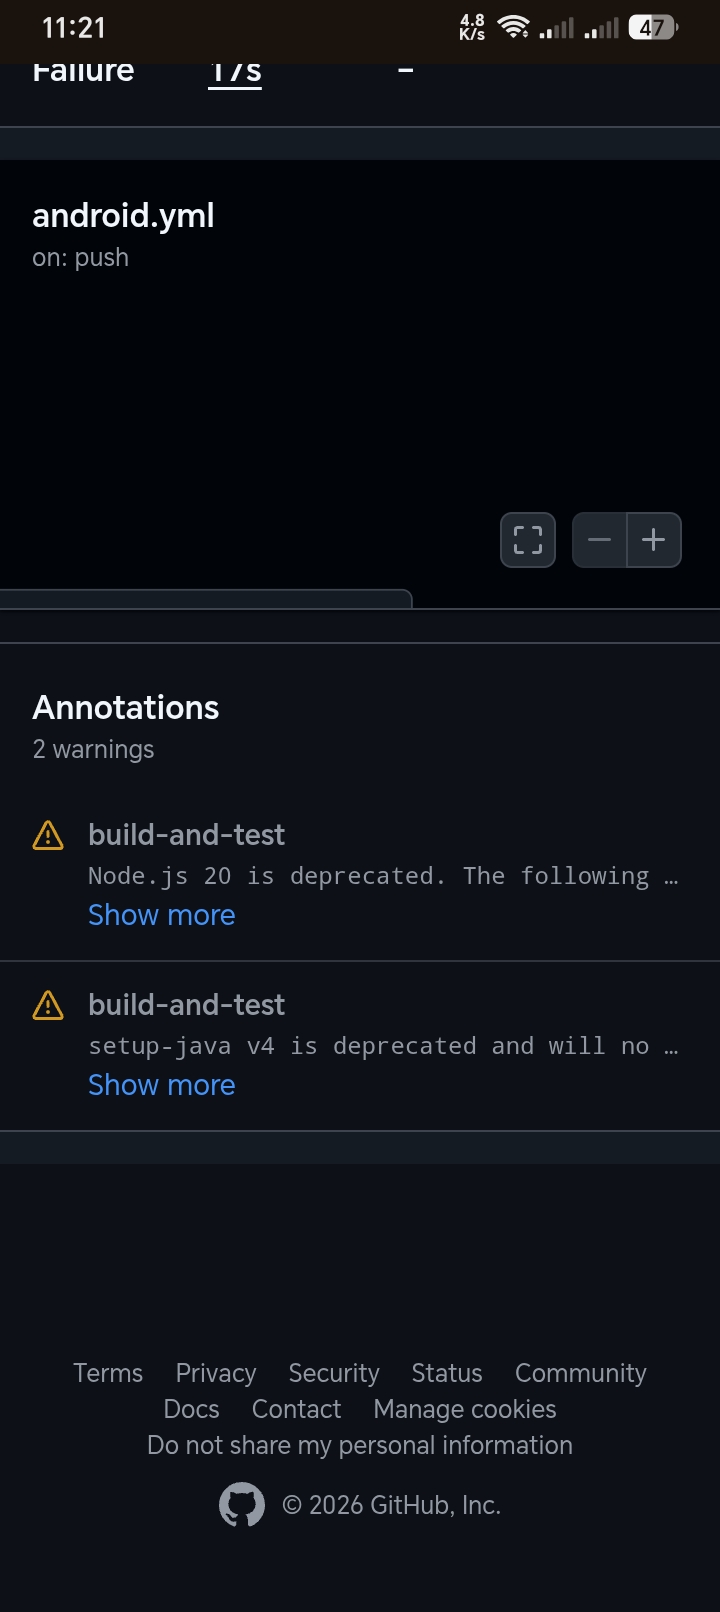 11:21
4.8
K/s
47
Failure 17s –
android.yml
on: push
Annotations
2 warnings
build-and-test
Node.js 20 is deprecated. The following …
Show more
build-and-test
setup-java v4 is deprecated and will no …
Show more
Terms Privacy Security Status Community
Docs Contact Manage cookies
Do not share my personal information
© 2026 GitHub, Inc.